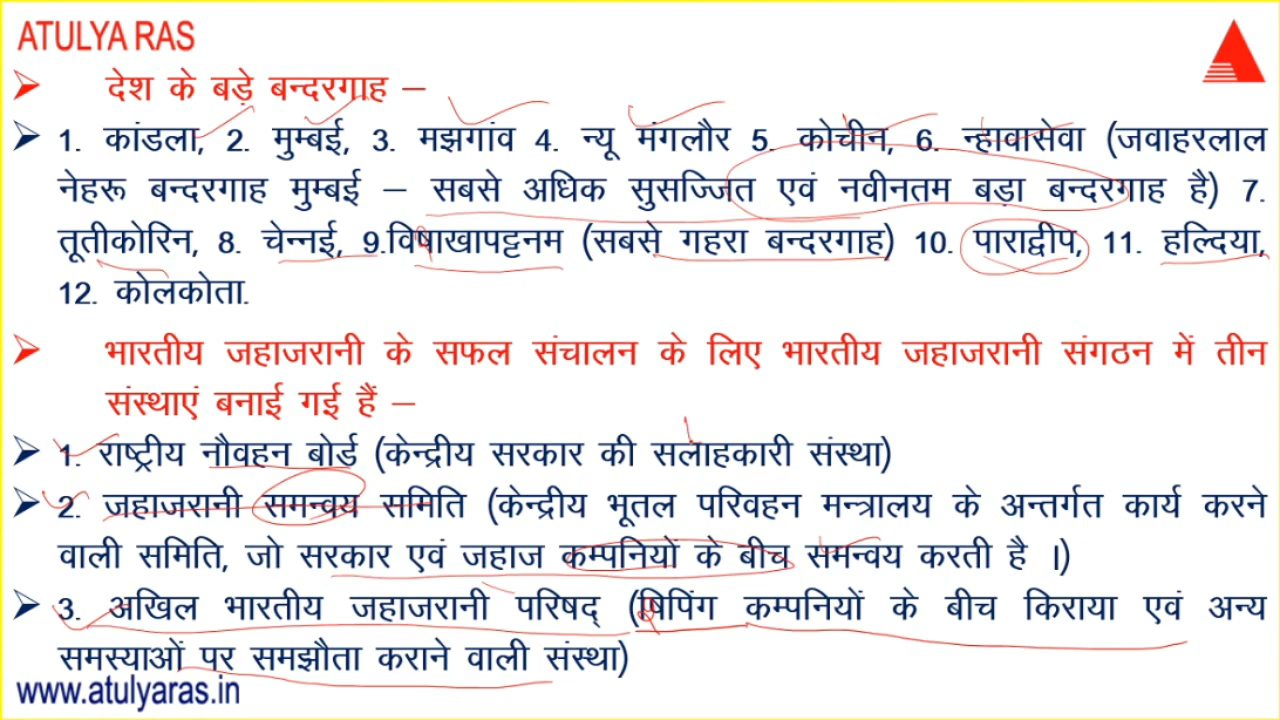 ATULYA RAS
देश के बड़े बन्दरगाह –
1. कांडला, 2. मुम्बई, 3. मझगांव 4. न्यू मंगलौर 5. कोचीन, 6. न्हावासेवा (जवाहरलाल
नेहरू बन्दरगाह मुम्बई – सबसे अधिक सुसज्जित एवं नवीनतम बड़ा बन्दरगाह है) 7.
तूतीकोरिन, 8. चेन्नई, 9.विषाखापट्टनम (सबसे गहरा बन्दरगाह) 10. पाराद्वीप, 11. हल्दिया,
12. कोलकोता.
भारतीय जहाजरानी के सफल संचालन के लिए भारतीय जहाजरानी संगठन में तीन
संस्थाएं बनाई गई हैं –
1. राष्ट्रीय नौवहन बोर्ड (केन्द्रीय सरकार की सलाहकारी संस्था)
2. जहाजरानी समन्वय समिति (केन्द्रीय भूतल परिवहन मन्त्रालय के अन्तर्गत कार्य करने
वाली समिति, जो सरकार एवं जहाज कम्पनियों के बीच समन्वय करती है ।)
3. अखिल भारतीय जहाजरानी परिषद् (षिपिंग कम्पनियों के बीच किराया एवं अन्य
समस्याओं पर समझौता कराने वाली संस्था)
www.atulyaras.in